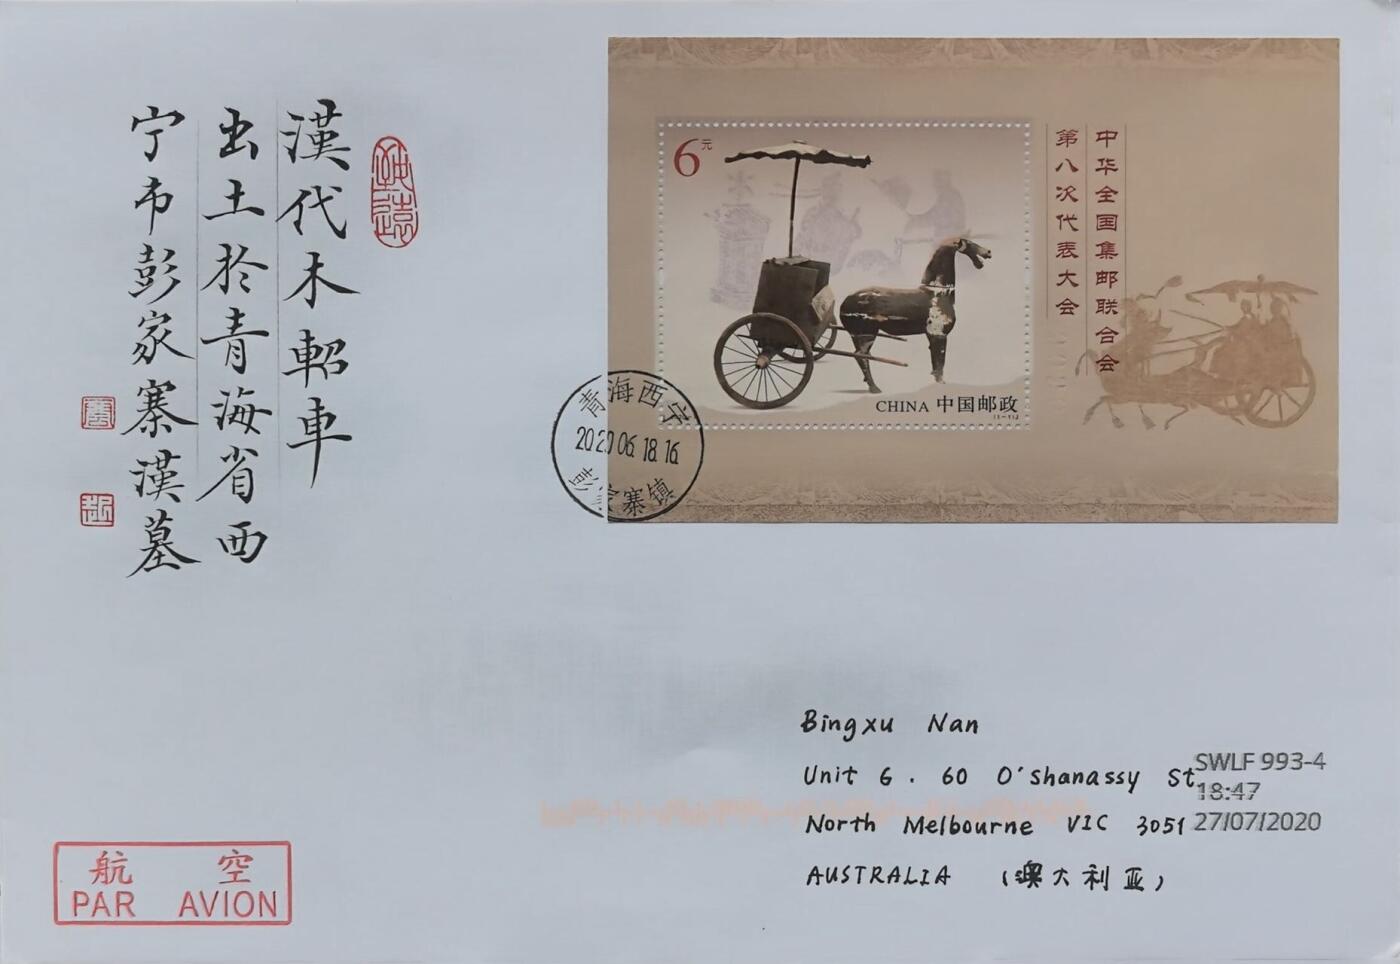 漢代木軺車
出土於青海省西
宁市彭家寨漢墓
6元
中华全国集邮联合会
第八次代表大会
CHINA 中国邮政
(1-1)J
青海西宁
2020.06.18.16
彭家寨镇
Bingxu Nan
Unit 6 . 60 O'shanassy St
North Melbourne VIC 3051
AUSTRALIA (澳大利亚)
SWLF 993-4
18:47
27/07/2020
航 空
PAR AVION